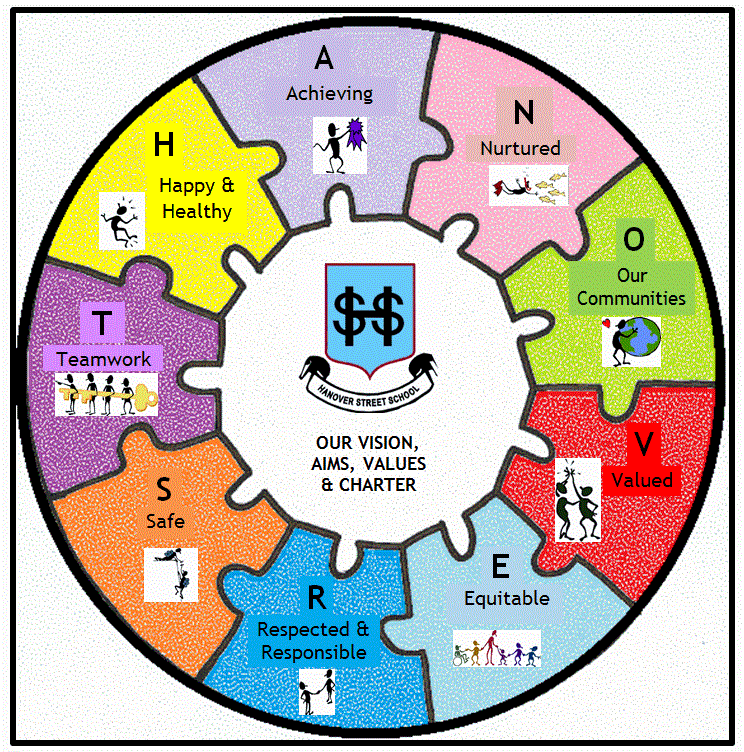 H
Happy &
Healthy
A
Achieving
N
Nurtured
O
Our
Communities
V
Valued
E
Equitable
R
Respected &
Responsible
S
Safe
T
Teamwork
SHS
HANOVER STREET SCHOOL
OUR VISION,
AIMS, VALUES
& CHARTER